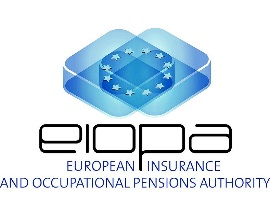 eiopa
EUROPEAN INSURANCE
AND OCCUPATIONAL PENSIONS AUTHORITY